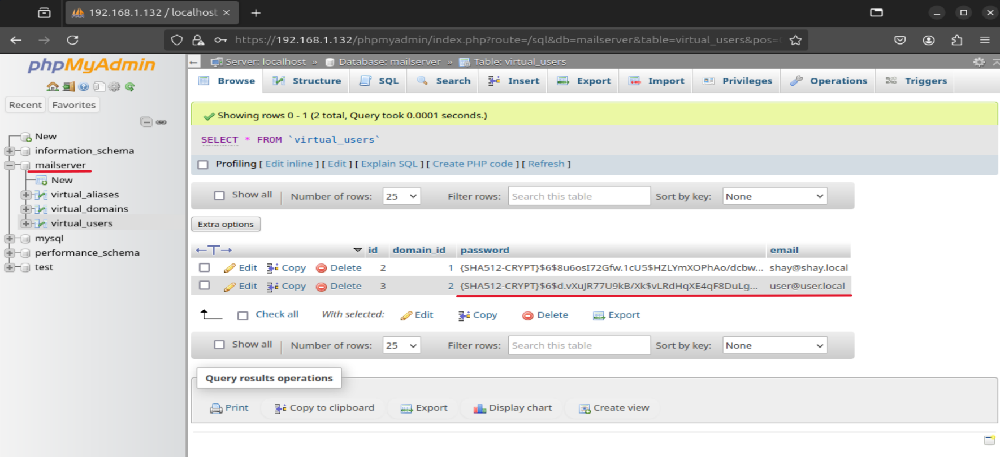 192.168.1.132 / localhost
https://192.168.1.132/phpmyadmin/index.php?route=/sql&db=mailserver&table=virtual_users&pos=
phpMyAdmin
Recent Favorites
New
information_schema
mailserver
New
virtual_aliases
virtual_domains
virtual_users
mysql
performance_schema
test
Server: localhost » Database: mailserver » Table: virtual_users
Browse Structure SQL Search Insert Export Import Privileges Operations Triggers
Showing rows 0 - 1 (2 total, Query took 0.0001 seconds.)
SELECT * FROM `virtual_users`
Profiling [ Edit inline ] [ Edit ] [ Explain SQL ] [ Create PHP code ] [ Refresh ]
Show all | Number of rows: 25 Filter rows: Search this table Sort by key: None
Extra options
←T→ id domain_id password email
Edit Copy Delete 2 1 {SHA512-CRYPT}$6$8u6osI72Gfw.1cU5$HZLYmXOPhAo/dcbw... shay@shay.local
Edit Copy Delete 3 2 {SHA512-CRYPT}$6$d.vXuJR77U9kB/Xk$vLRdHqXE4qF8DuLg... user@user.local
Check all With selected: Edit Copy Delete Export
Show all | Number of rows: 25 Filter rows: Search this table Sort by key: None
Query results operations
Print Copy to clipboard Export Display chart Create view